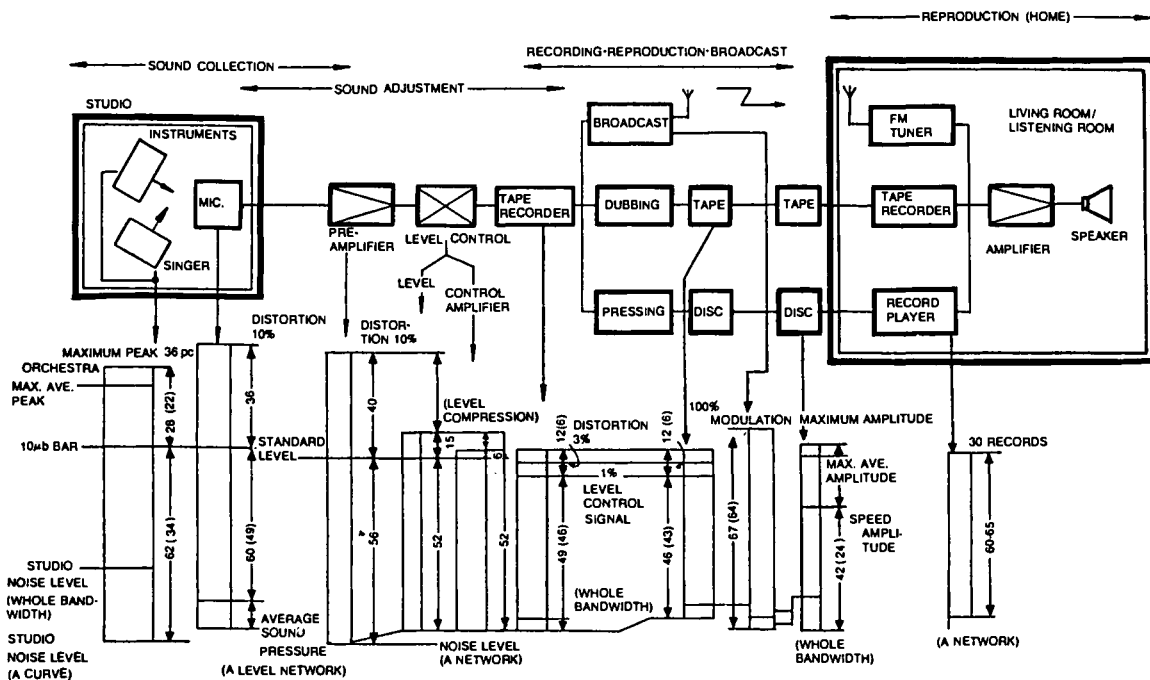 REPRODUCTION (HOME)
RECORDING-REPRODUCTION-BROADCAST
SOUND COLLECTION
SOUND ADJUSTMENT
STUDIO
INSTRUMENTS
MIC.
SINGER
PRE-
AMPLIFIER
LEVEL CONTROL
LEVEL
CONTROL
AMPLIFIER
TAPE
RECORDER
BROADCAST
DUBBING
TAPE
TAPE
PRESSING
DISC
DISC
FM
TUNER
LIVING ROOM/
LISTENING ROOM
TAPE
RECORDER
AMPLIFIER
SPEAKER
RECORD
PLAYER
DISTORTION
10%
MAXIMUM PEAK 36 pc
ORCHESTRA
MAX. AVE.
PEAK
10μb BAR
28 (22)
62 (34)
STUDIO
NOISE LEVEL
(WHOLE BAND-
WIDTH)
STUDIO
NOISE LEVEL
(A CURVE)
36
60 (49)
STANDARD
LEVEL
AVERAGE
SOUND
PRESSURE
(A LEVEL NETWORK)
DISTOR-
TION 10%
40
56
(LEVEL
COMPRESSION)
15
6
52
52
NOISE LEVEL
(A NETWORK)
12(6)
DISTORTION
3%
1%
LEVEL
CONTROL
SIGNAL
49 (46)
(WHOLE
BANDWIDTH)
12 (6)
46 (43)
100%
MODULATION
67 (64)
MAXIMUM AMPLITUDE
MAX. AVE.
AMPLITUDE
SPEED
AMPLI-
TUDE
42 (24)
(WHOLE
BANDWIDTH)
30 RECORDS
60-65
(A NETWORK)